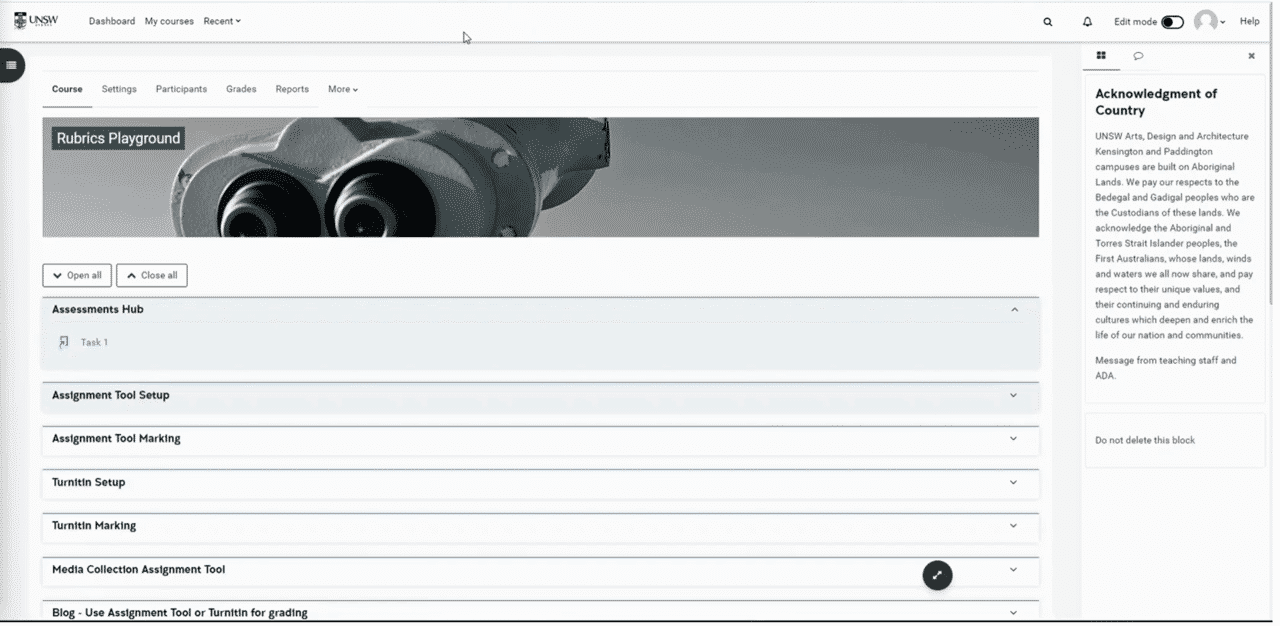 UNSW
Dashboard My courses Recent
Edit mode
Help
Course Settings Participants Grades Reports More
Rubrics Playground
Open all Close all
Assessments Hub
Task 1
Assignment Tool Setup
Assignment Tool Marking
Turnitin Setup
Turnitin Marking
Media Collection Assignment Tool
Blog - Use Assignment Tool or Turnitin for grading
Acknowledgment of
Country
UNSW Arts, Design and Architecture
Kensington and Paddington
campuses are built on Aboriginal
Lands. We pay our respects to the
Bedegal and Gadigal peoples who are
the Custodians of these lands. We
acknowledge the Aboriginal and
Torres Strait Islander peoples, the
First Australians, whose lands, winds
and waters we all now share, and pay
respect to their unique values, and
their continuing and enduring
cultures which deepen and enrich the
life of our nation and communities.
Message from teaching staff and
ADA.
Do not delete this block